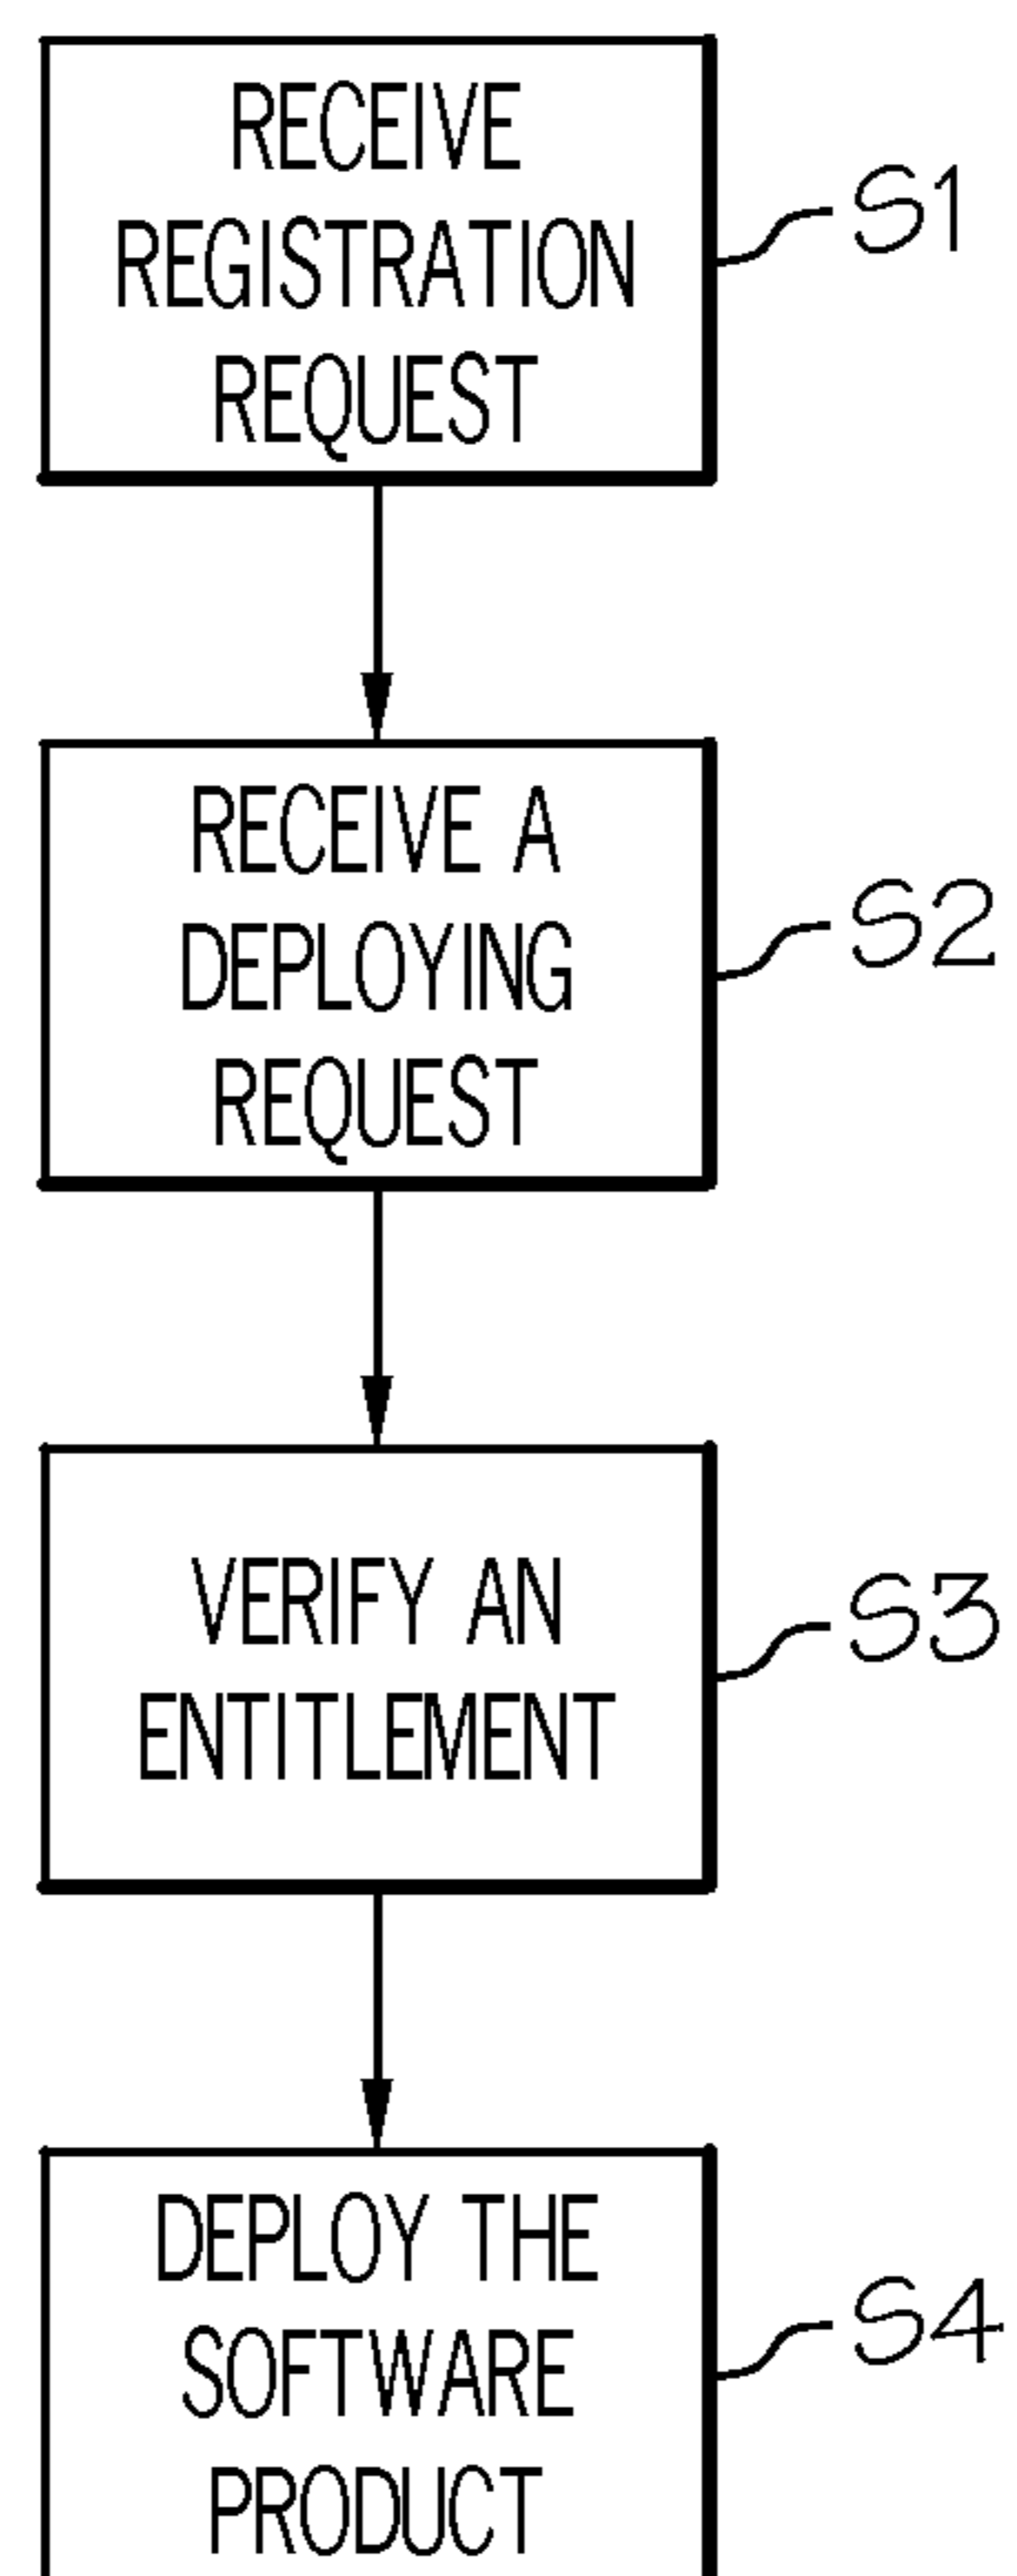 RECEIVE
REGISTRATION
REQUEST
S1
RECEIVE A
DEPLOYING
REQUEST
S2
VERIFY AN
ENTITLEMENT
S3
DEPLOY THE
SOFTWARE
PRODUCT
S4